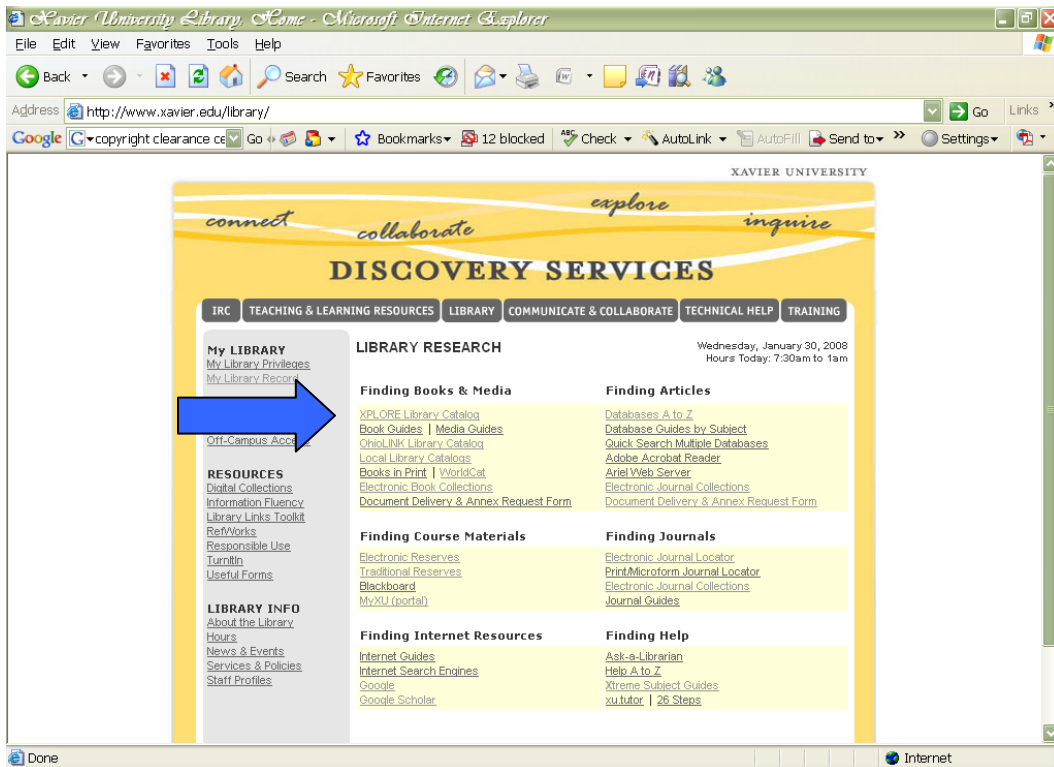 Xavier University Library. Home - Microsoft Internet Explorer
File Edit View Favorites Tools Help
Back Search Favorites
Address http://www.xavier.edu/library/ Go Links »
Google G copyright clearance ce Go Bookmarks 12 blocked ABC Check AutoLink AutoFill Send to » Settings
XAVIER UNIVERSITY
connect collaborate explore inquire
DISCOVERY SERVICES
IRC TEACHING & LEARNING RESOURCES LIBRARY COMMUNICATE & COLLABORATE TECHNICAL HELP TRAINING
My LIBRARY
My Library Privileges
My Library Record
Off-Campus Access
RESOURCES
Digital Collections
Information Fluency
Library Links Toolkit
RefWorks
Responsible Use
TurnItIn
Useful Forms
LIBRARY INFO
About the Library
Hours
News & Events
Services & Policies
Staff Profiles
LIBRARY RESEARCH
Wednesday, January 30, 2008
Hours Today: 7:30am to 1am
Finding Books & Media
XPLORE Library Catalog
Book Guides | Media Guides
OhioLINK Library Catalog
Local Library Catalogs
Books in Print | WorldCat
Electronic Book Collections
Document Delivery & Annex Request Form
Finding Articles
Databases A to Z
Database Guides by Subject
Quick Search Multiple Databases
Adobe Acrobat Reader
Ariel Web Server
Electronic Journal Collections
Document Delivery & Annex Request Form
Finding Course Materials
Electronic Reserves
Traditional Reserves
Blackboard
MyXU (portal)
Finding Journals
Electronic Journal Locator
Print/Microform Journal Locator
Electronic Journal Collections
Journal Guides
Finding Internet Resources
Internet Guides
Internet Search Engines
Google
Google Scholar
Finding Help
Ask-a-Librarian
Help A to Z
Xtreme Subject Guides
xu.tutor | 26 Steps
Done Internet